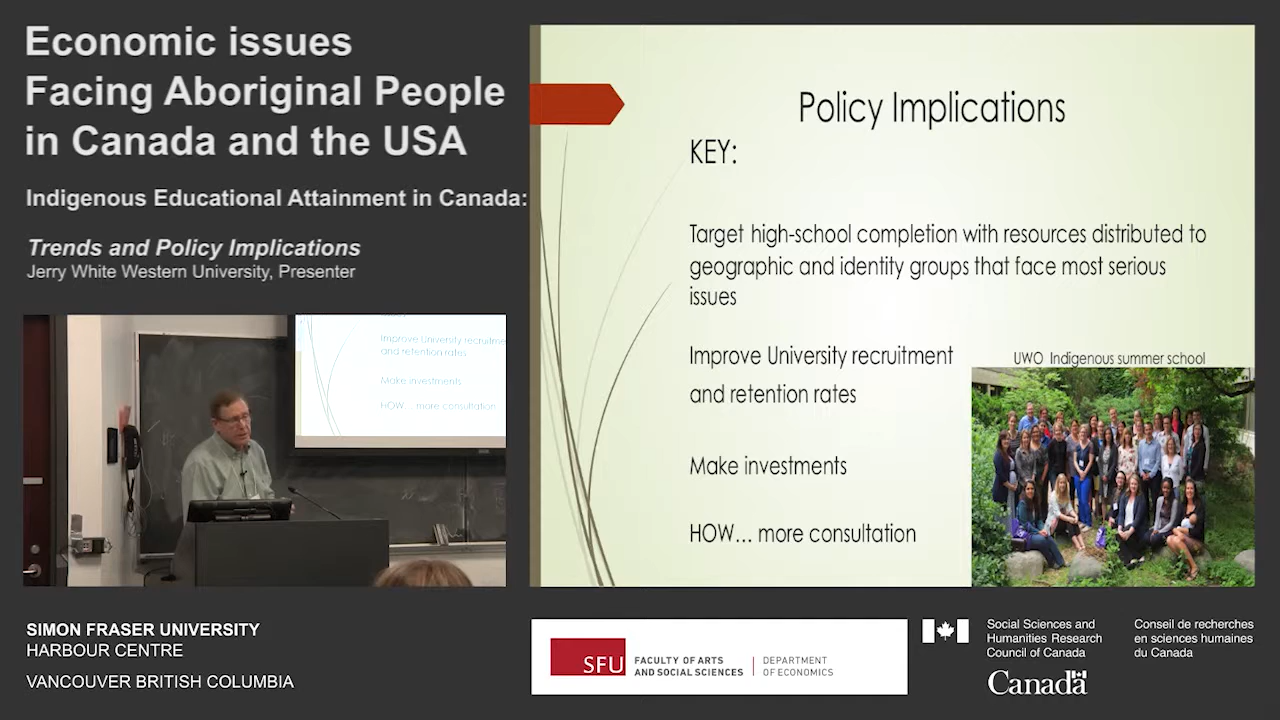 Economic issues
Facing Aboriginal People
in Canada and the USA
Indigenous Educational Attainment in Canada:
Trends and Policy Implications
Jerry White Western University, Presenter
Improve University recruitme
and retention rates
Make investments
HOW... more consultation
Policy Implications
KEY:
Target high-school completion with resources distributed to
geographic and identity groups that face most serious
issues
Improve University recruitment
and retention rates
UWO Indigenous summer school
Make investments
HOW... more consultation
SIMON FRASER UNIVERSITY
HARBOUR CENTRE
VANCOUVER BRITISH COLUMBIA
SFU
FACULTY OF ARTS
AND SOCIAL SCIENCES
DEPARTMENT
OF ECONOMICS
Social Sciences and
Humanities Research
Council of Canada
Conseil de recherches
en sciences humaines
du Canada
Canada